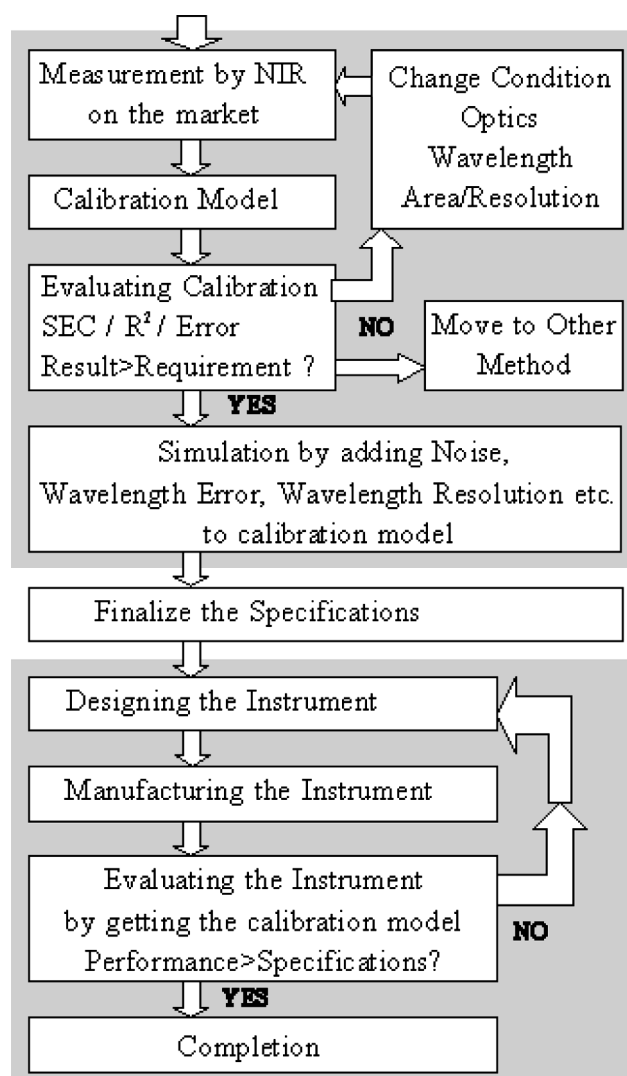 Measurement by NIR
on the market
Change Condition
Optics
Wavelength
Area/Resolution
Calibration Model
Evaluating Calibration
SEC / R² / Error
Result>Requirement ?
NO
Move to Other
Method
YES
Simulation by adding Noise,
Wavelength Error, Wavelength Resolution etc.
to calibration model
Finalize the Specifications
Designing the Instrument
Manufacturing the Instrument
Evaluating the Instrument
by getting the calibration model
Performance>Specifications?
NO
YES
Completion